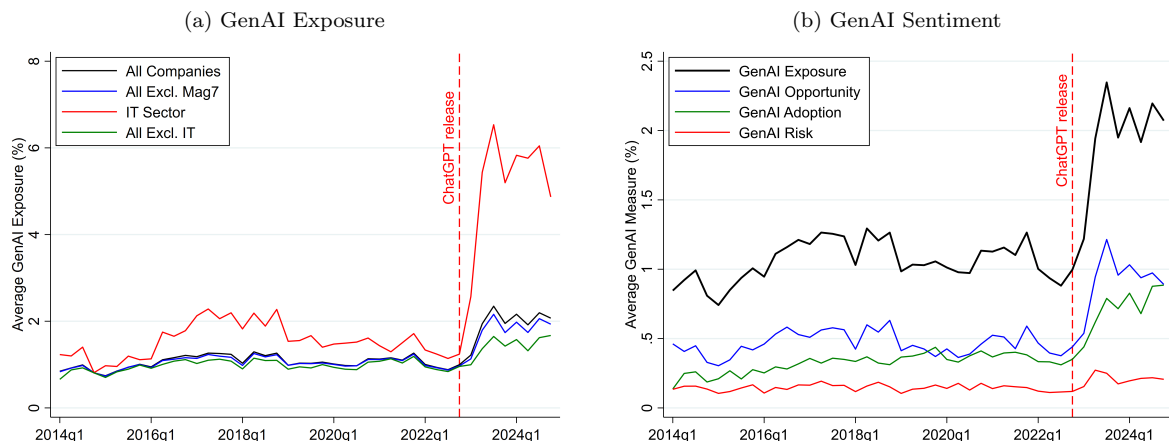 (a) GenAI Exposure
Average GenAI Exposure (%)
8
6
4
2
0
All Companies
All Excl. Mag7
IT Sector
All Excl. IT
ChatGPT release
2014q1 2016q1 2018q1 2020q1 2022q1 2024q1
(b) GenAI Sentiment
Average GenAI Measure (%)
2.5
2
1.5
1
.5
0
GenAI Exposure
GenAI Opportunity
GenAI Adoption
GenAI Risk
ChatGPT release
2014q1 2016q1 2018q1 2020q1 2022q1 2024q1